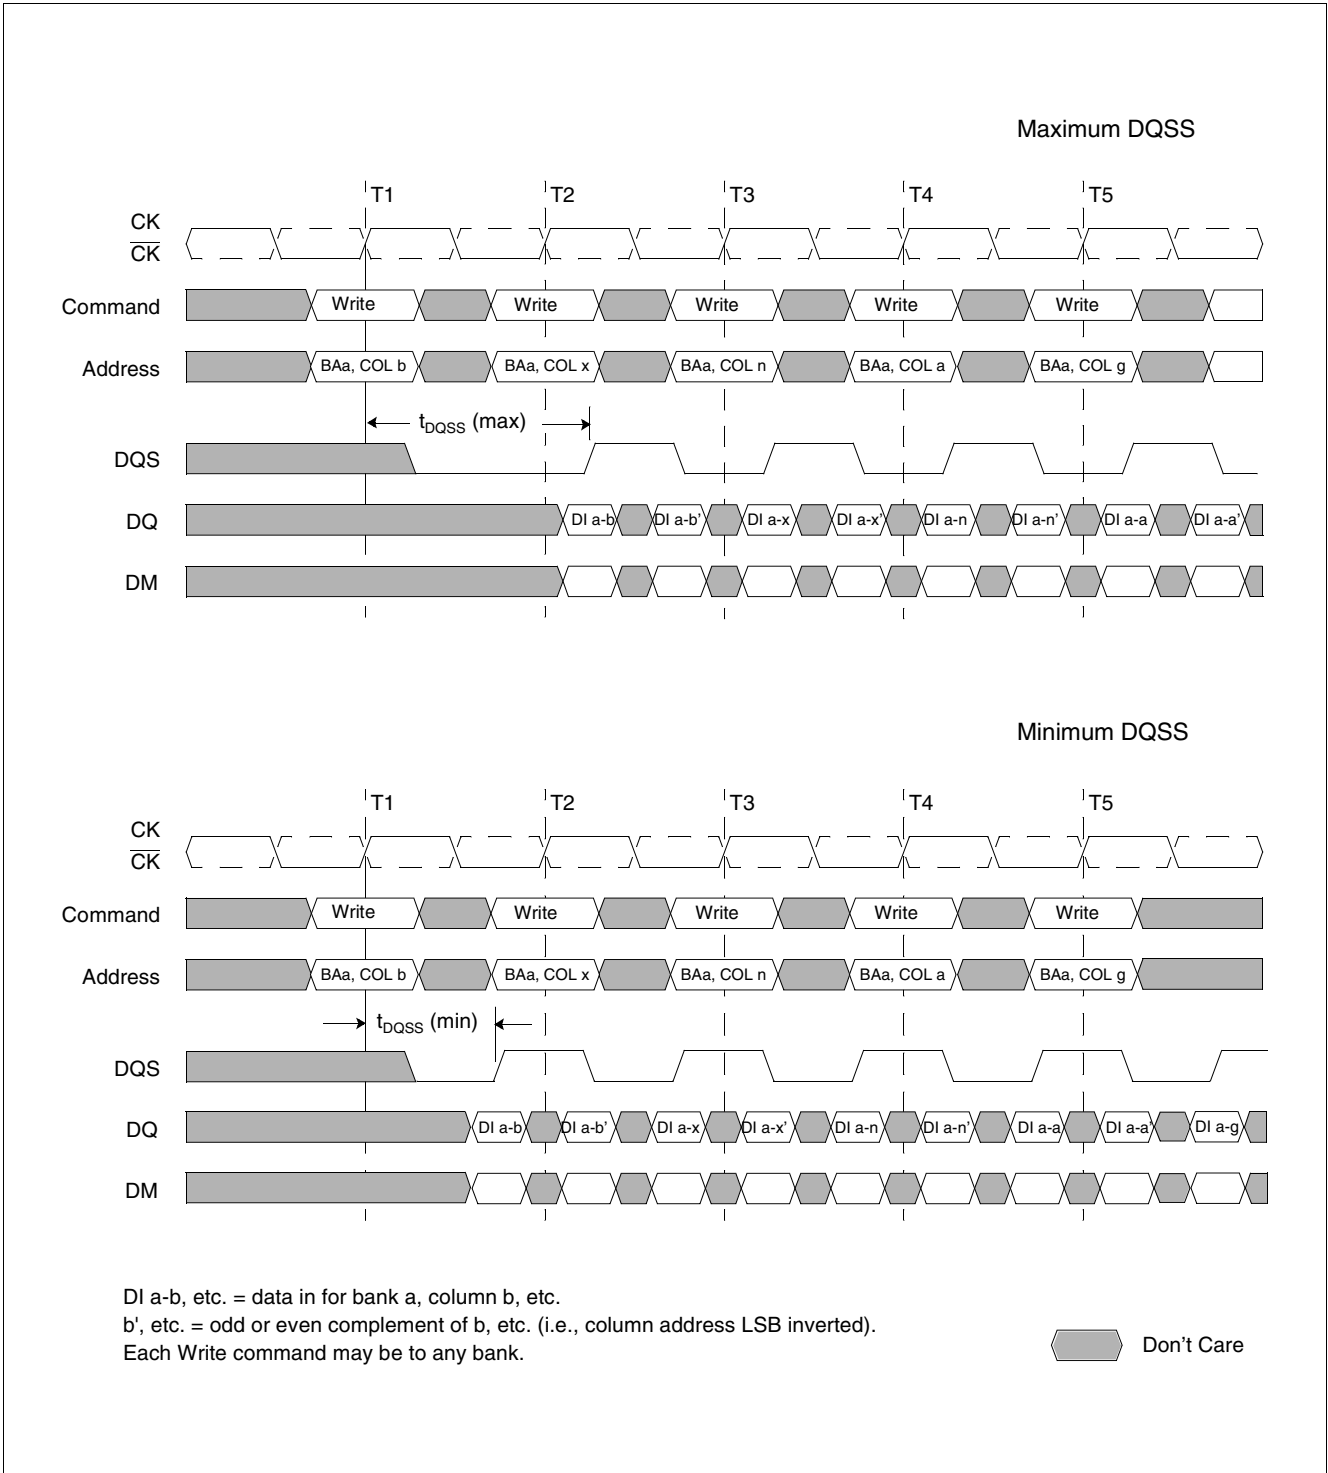 Maximum DQSS
T1 T2 T3 T4 T5
CK
CK
Command Write Write Write Write Write
Address BAa, COL b BAa, COL x BAa, COL n BAa, COL a BAa, COL g
tDQSS (max)
DQS
DQ DI a-b DI a-b’ DI a-x DI a-x’ DI a-n DI a-n’ DI a-a DI a-a’
DM
Minimum DQSS
T1 T2 T3 T4 T5
CK
CK
Command Write Write Write Write Write
Address BAa, COL b BAa, COL x BAa, COL n BAa, COL a BAa, COL g
tDQSS (min)
DQS
DQ DI a-b DI a-b’ DI a-x DI a-x’ DI a-n DI a-n’ DI a-a DI a-a’ DI a-g
DM
DI a-b, etc. = data in for bank a, column b, etc.
b', etc. = odd or even complement of b, etc. (i.e., column address LSB inverted).
Each Write command may be to any bank.
Don't Care